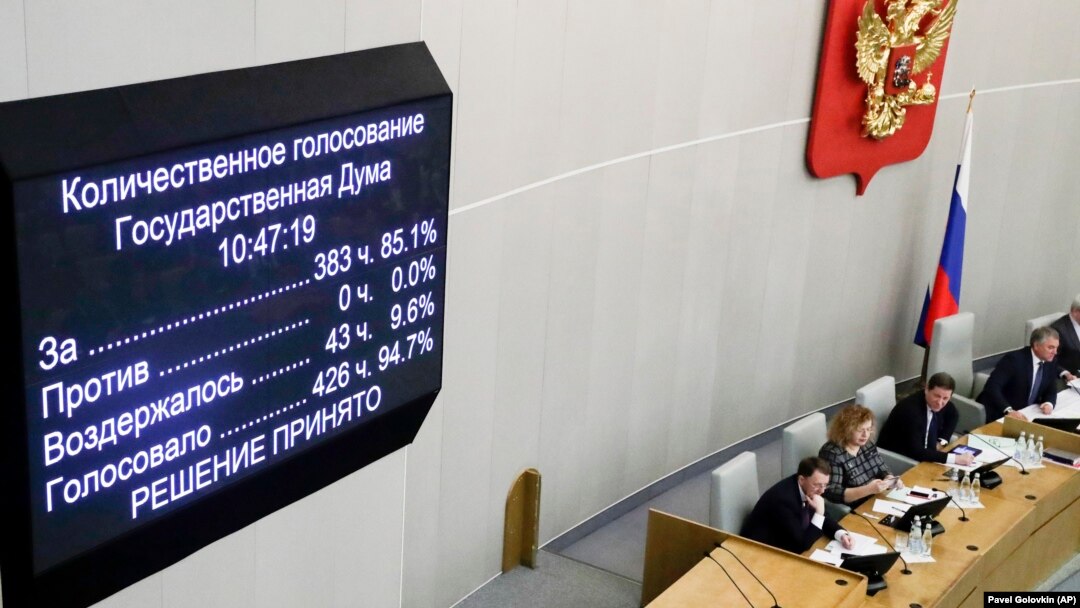 Количественное голосование
Государственная Дума
10:47:19
За .............................. 383 ч. 85.1%
Против .................... 0 ч. 0.0%
Воздержалось ........ 43 ч. 9.6%
Голосовало ............ 426 ч. 94.7%
РЕШЕНИЕ ПРИНЯТО
Pavel Golovkin (AP)